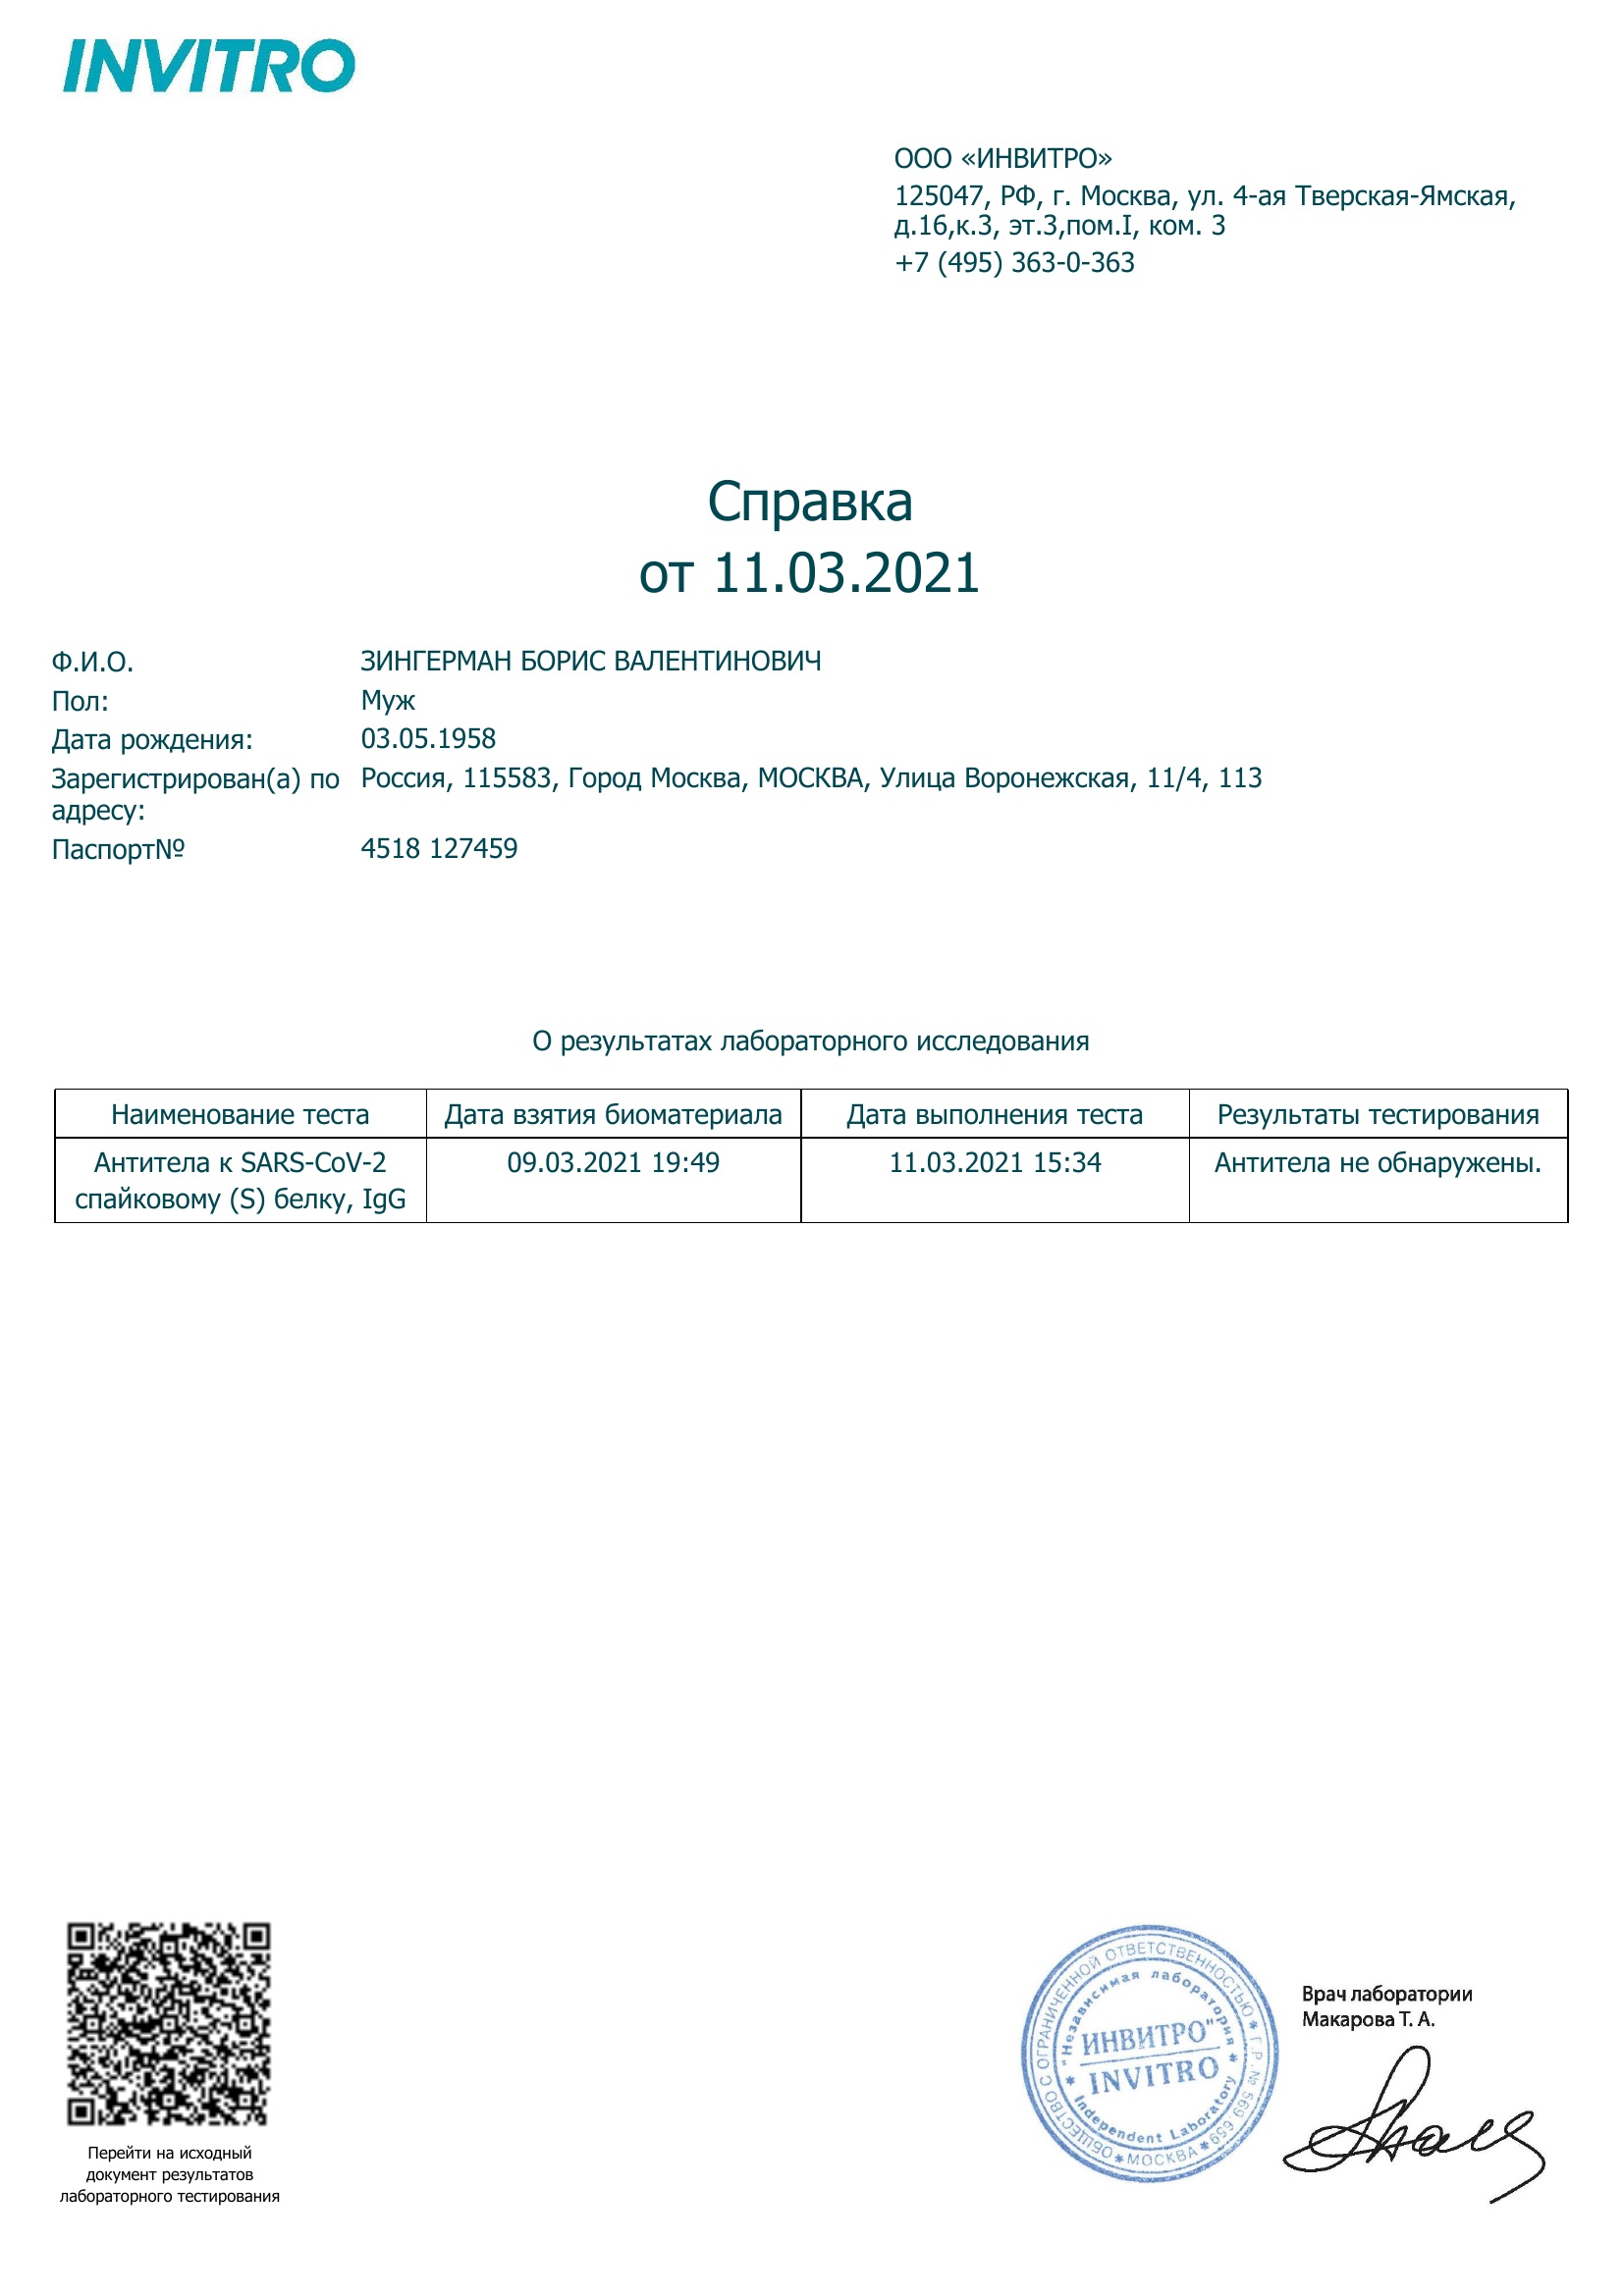 INVITRO
ООО «ИНВИТРО»
125047, РФ, г. Москва, ул. 4-ая Тверская-Ямская,
д.16,к.3, эт.3,пом.I, ком. 3
+7 (495) 363-0-363
Справка
от 11.03.2021
Ф.И.О. ЗИНГЕРМАН БОРИС ВАЛЕНТИНОВИЧ
Пол: Муж
Дата рождения: 03.05.1958
Зарегистрирован(а) по Россия, 115583, Город Москва, МОСКВА, Улица Воронежская, 11/4, 113
адресу:
Паспорт№ 4518 127459
О результатах лабораторного исследования
Наименование теста Дата взятия биоматериала Дата выполнения теста Результаты тестирования
Антитела к SARS-CoV-2 09.03.2021 19:49 11.03.2021 15:34 Антитела не обнаружены.
спайковому (S) белку, IgG
Перейти на исходный
документ результатов
лабораторного тестирования
ОБЩЕСТВО С ОГРАНИЧЕННОЙ ОТВЕТСТВЕННОСТЬЮ * Г.Р. № 569 659 * МОСКВА *
"Независимая лаборатория
ИНВИТРО"
INVITRO
* Independent Laboratory *
Врач лаборатории
Макарова Т. А.